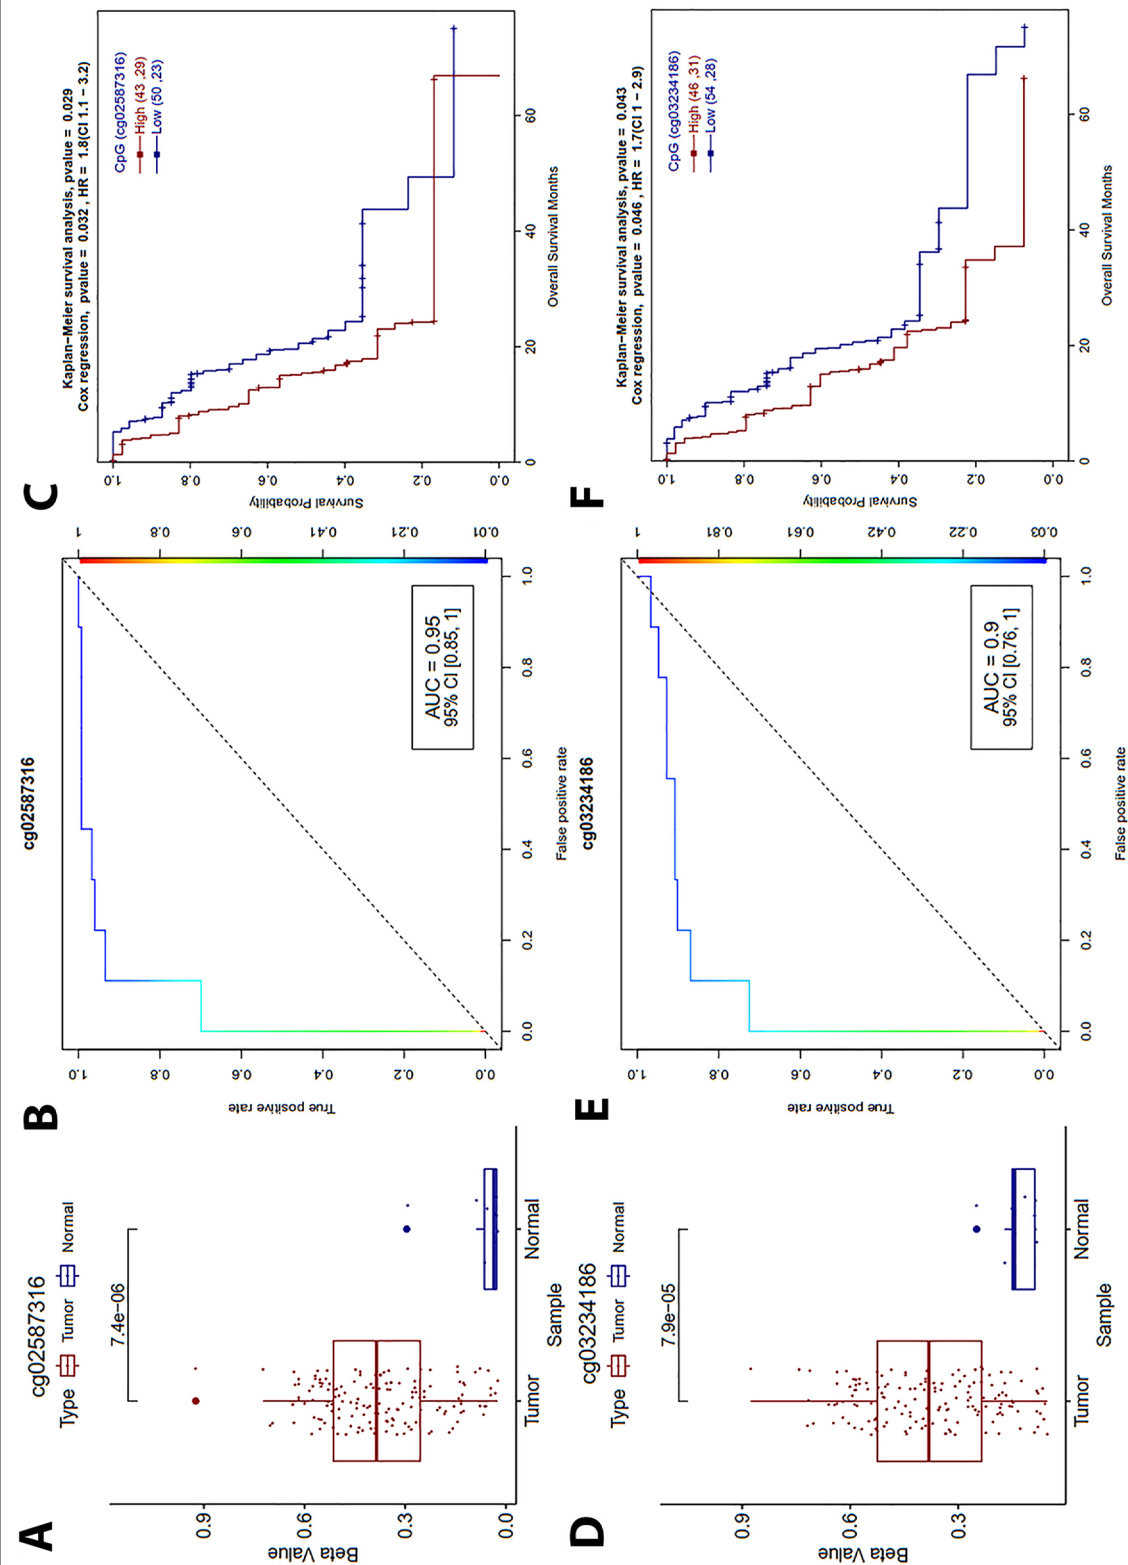 A
cg02587316
Type Tumor Normal
7.4e−06
Beta Value
0.9
0.6
0.3
0.0
Tumor Normal
Sample
B
cg02587316
True positive rate
1.0
0.8
0.6
0.4
0.2
0.0
AUC = 0.95
95% CI [0.85, 1]
1
0.8
0.6
0.41
0.21
0.01
0.0 0.2 0.4 0.6 0.8 1.0
False positive rate
C
Kaplan−Meier survival analysis, pvalue = 0.029
Cox regression, pvalue = 0.032 , HR = 1.8(CI 1.1 − 3.2)
CpG (cg02587316)
High (43 ,29)
Low (50 ,23)
Survival Probability
1.0
0.8
0.6
0.4
0.2
0.0
0 20 40 60
Overall Survival Months
D
cg03234186
Type Tumor Normal
7.9e−05
Beta Value
0.9
0.6
0.3
Tumor Normal
Sample
E
cg03234186
True positive rate
1.0
0.8
0.6
0.4
0.2
0.0
AUC = 0.9
95% CI [0.76, 1]
1
0.81
0.61
0.42
0.22
0.03
0.0 0.2 0.4 0.6 0.8 1.0
False positive rate
F
Kaplan−Meier survival analysis, pvalue = 0.043
Cox regression, pvalue = 0.046 , HR = 1.7(CI 1 − 2.9)
CpG (cg03234186)
High (46 ,31)
Low (54 ,28)
Survival Probability
1.0
0.8
0.6
0.4
0.2
0.0
0 20 40 60
Overall Survival Months